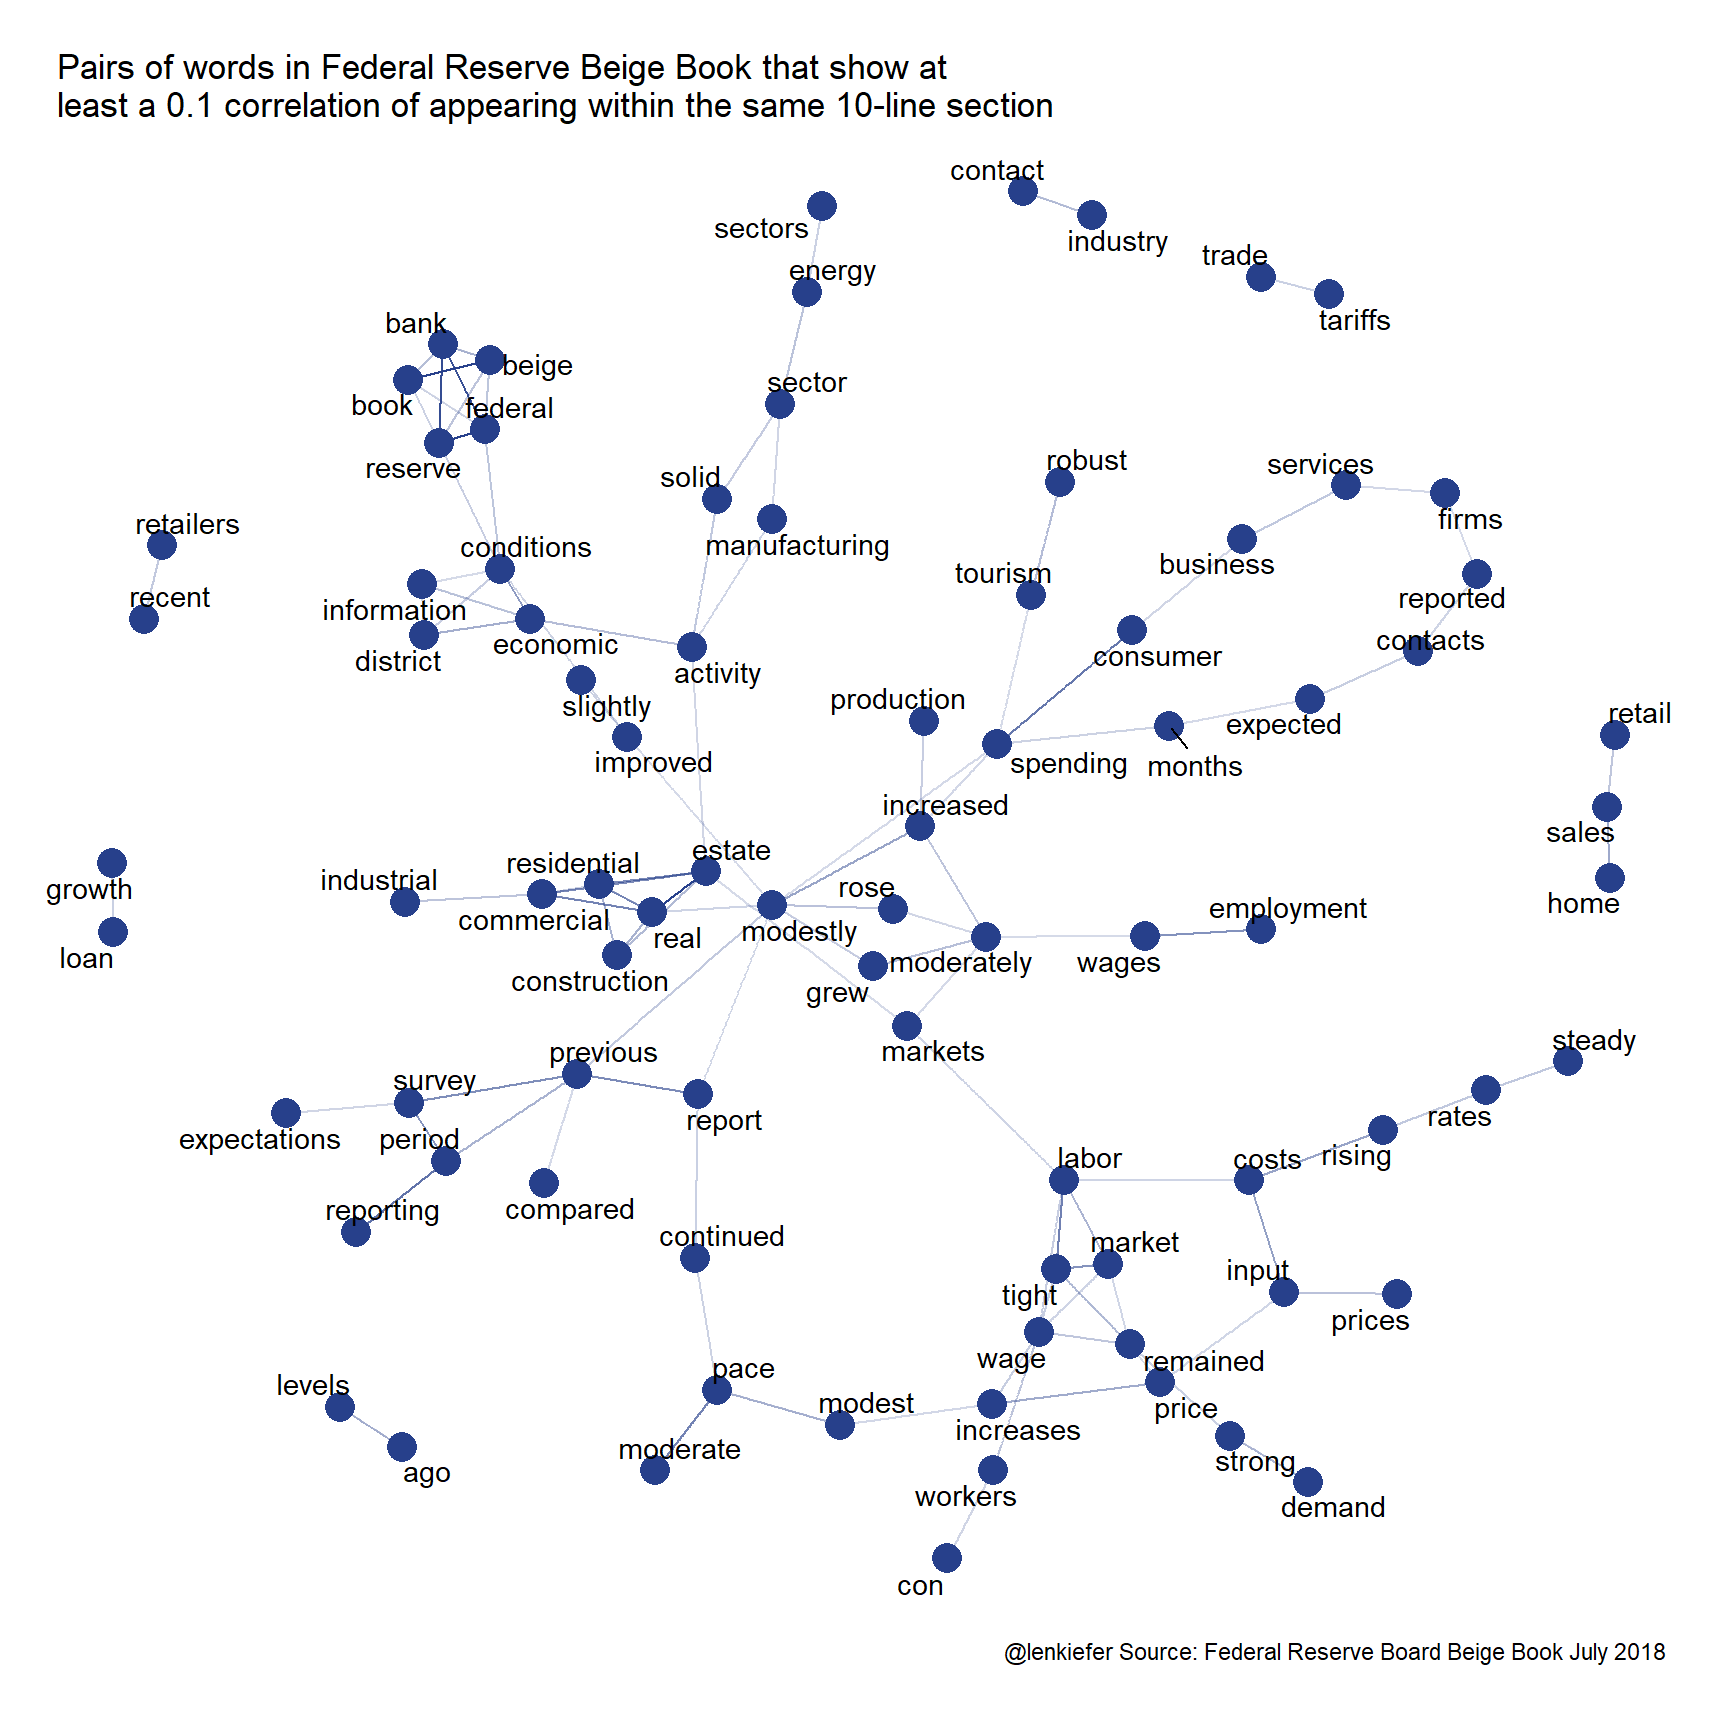 Pairs of words in Federal Reserve Beige Book that show at
least a 0.1 correlation of appearing within the same 10-line section
contact
sectors
industry
trade
energy
tariffs
bank
beige
sector
book
federal
reserve
robust
services
solid
firms
retailers
conditions
manufacturing
business
tourism
recent
information
reported
economic
contacts
district
consumer
activity
slightly
production
expected
retail
improved
spending
months
increased
sales
estate
residential
industrial
growth
rose
home
commercial
employment
modestly
real
loan
moderately
wages
construction
grew
steady
previous
markets
survey
report
rates
expectations
period
labor
costs
rising
reporting
compared
continued
market
input
tight
prices
wage
remained
pace
levels
modest
price
increases
moderate
strong
ago
workers
demand
con
@lenkiefer Source: Federal Reserve Board Beige Book July 2018